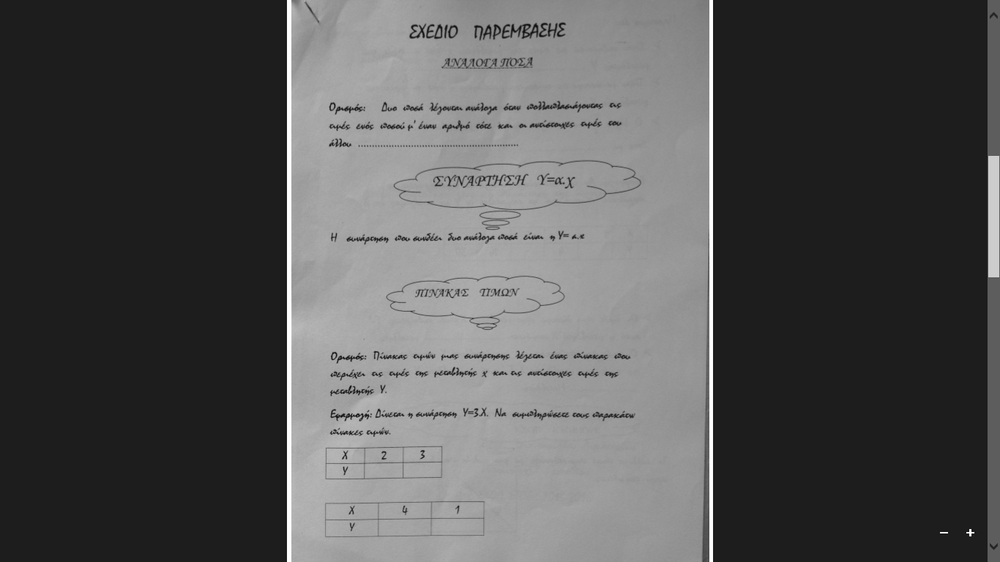 ΣΧΕΔΙΟ ΠΑΡΕΜΒΑΣΗΣ
ΑΝΑΛΟΓΑ ΠΟΣΑ
Ορισμός: Δυο ποσά λέγονται ανάλογα όταν πολλαπλασιάζοντας τις
τιμές ενός ποσού μ' έναν αριθμό τότε και οι αντίστοιχες τιμές του
άλλου ........................................................
ΣΥΝΑΡΤΗΣΗ Υ=α.χ
Η συνάρτηση που συνδέει δυο ανάλογα ποσά είναι η Υ= α.x
ΠΙΝΑΚΑΣ ΤΙΜΩΝ
Ορισμός: Πίνακας τιμών μιας συνάρτησης λέγεται ένας πίνακας που
περιέχει τις τιμές της μεταβλητής χ και τις αντίστοιχες τιμές της
μεταβλητής Υ.
Εφαρμογή: Δίνεται η συνάρτηση Υ=3.Χ. Να συμπληρώσετε τους παρακάτω
πίνακες τιμών.
Χ 2 3
Υ
Χ 4 1
Υ